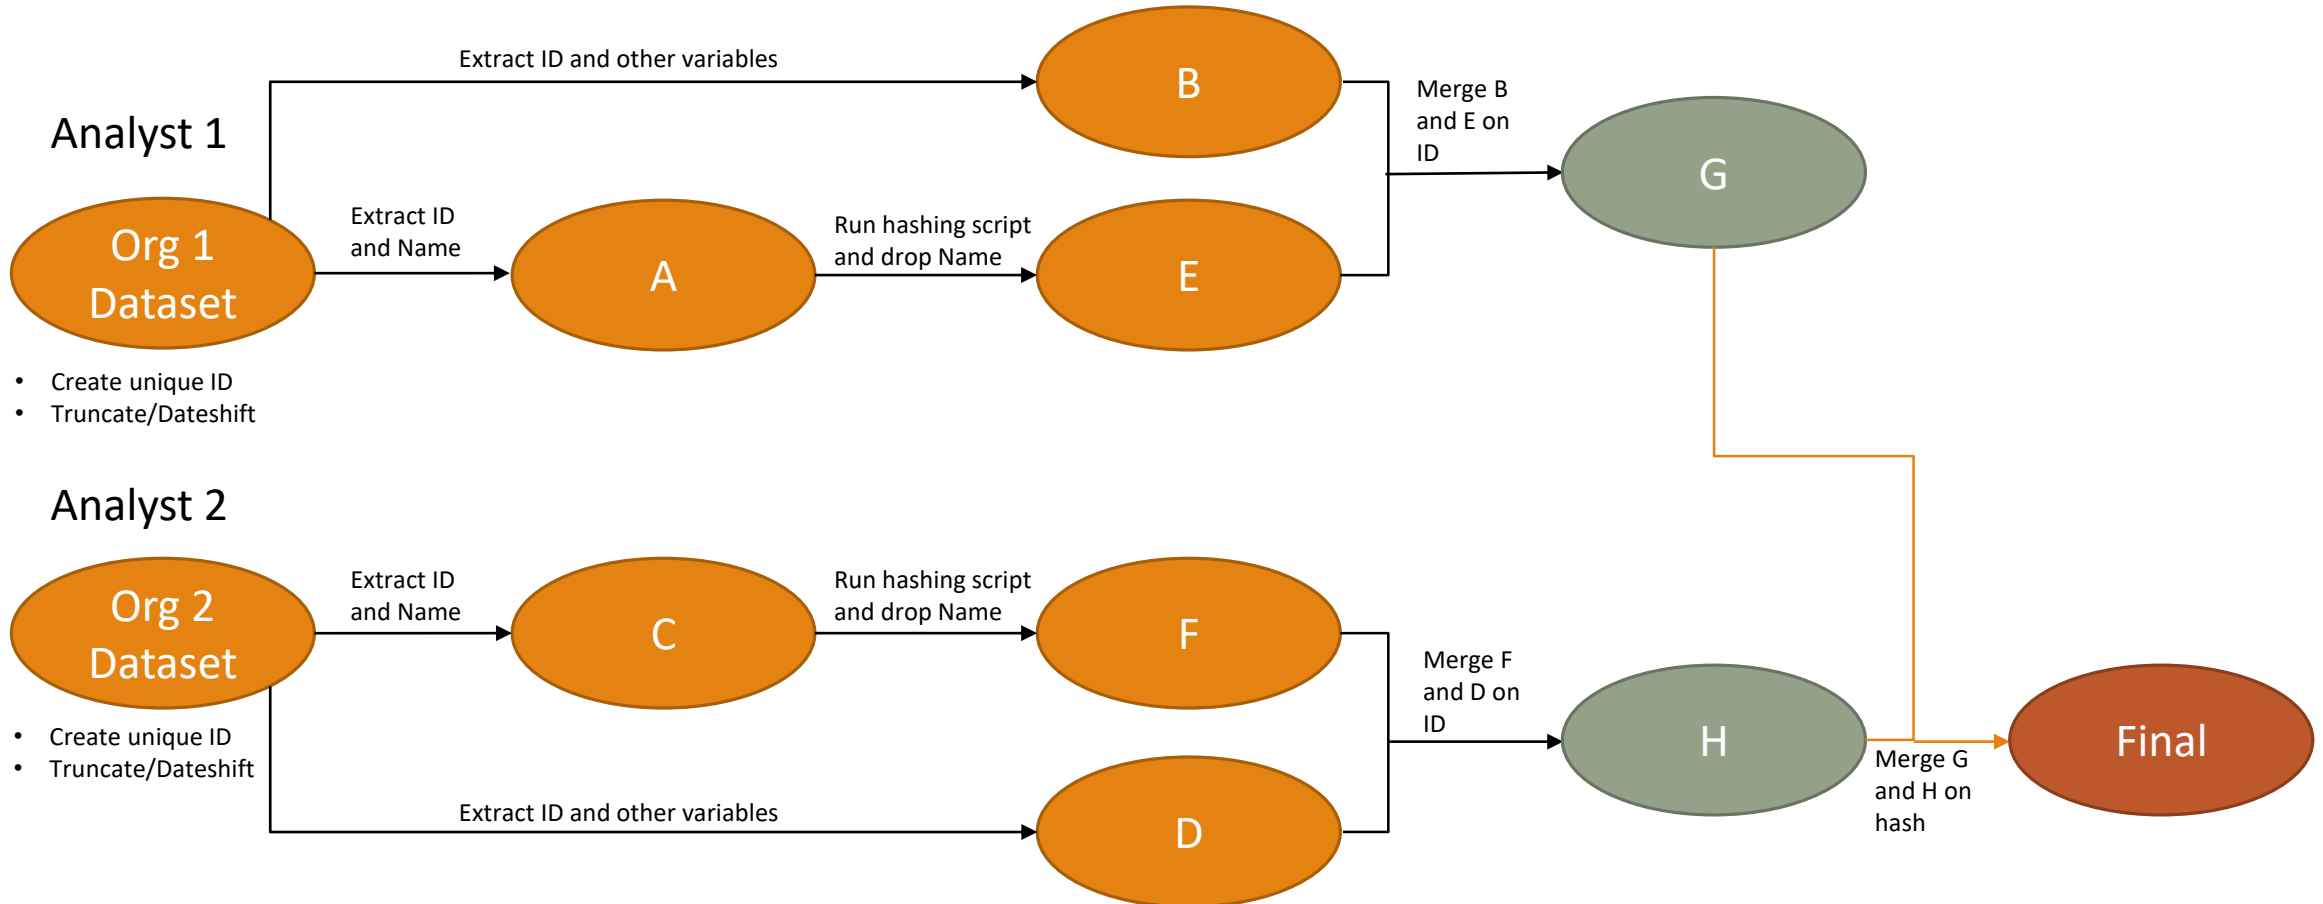 Extract ID and other variables
B
Merge B
and E on
ID
Analyst 1
G
Org 1
Dataset
Extract ID
and Name
A
Run hashing script
and drop Name
E
• Create unique ID
• Truncate/Dateshift
Analyst 2
Org 2
Dataset
Extract ID
and Name
C
Run hashing script
and drop Name
F
Merge F
and D on
ID
H
Merge G
and H on
hash
Final
• Create unique ID
• Truncate/Dateshift
Extract ID and other variables
D